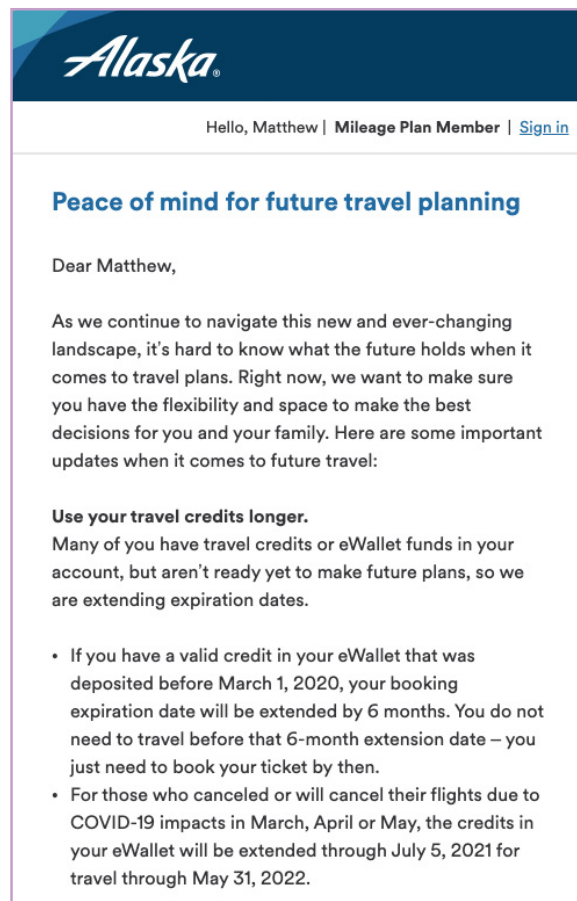 Alaska®
Hello, Matthew | Mileage Plan Member | Sign in
Peace of mind for future travel planning
Dear Matthew,
As we continue to navigate this new and ever-changing
landscape, it's hard to know what the future holds when it
comes to travel plans. Right now, we want to make sure
you have the flexibility and space to make the best
decisions for you and your family. Here are some important
updates when it comes to future travel:
Use your travel credits longer.
Many of you have travel credits or eWallet funds in your
account, but aren't ready yet to make future plans, so we
are extending expiration dates.
• If you have a valid credit in your eWallet that was
deposited before March 1, 2020, your booking
expiration date will be extended by 6 months. You do not
need to travel before that 6-month extension date – you
just need to book your ticket by then.
• For those who canceled or will cancel their flights due to
COVID-19 impacts in March, April or May, the credits in
your eWallet will be extended through July 5, 2021 for
travel through May 31, 2022.